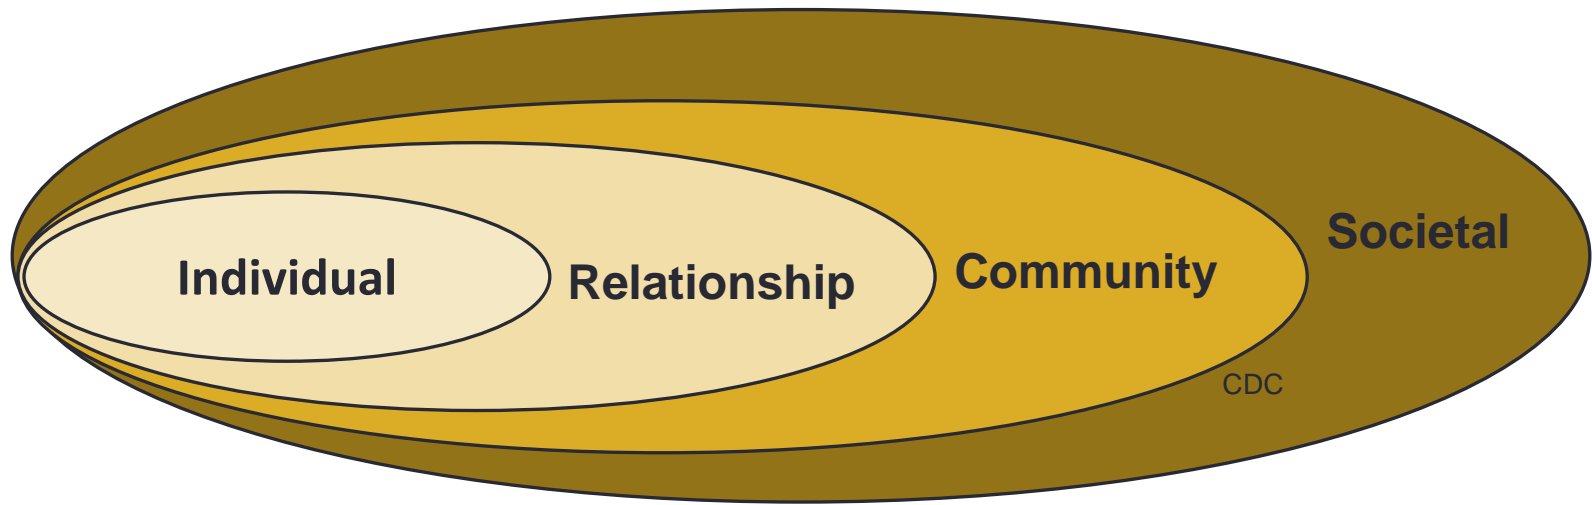 Individual
Relationship
Community
Societal
CDC